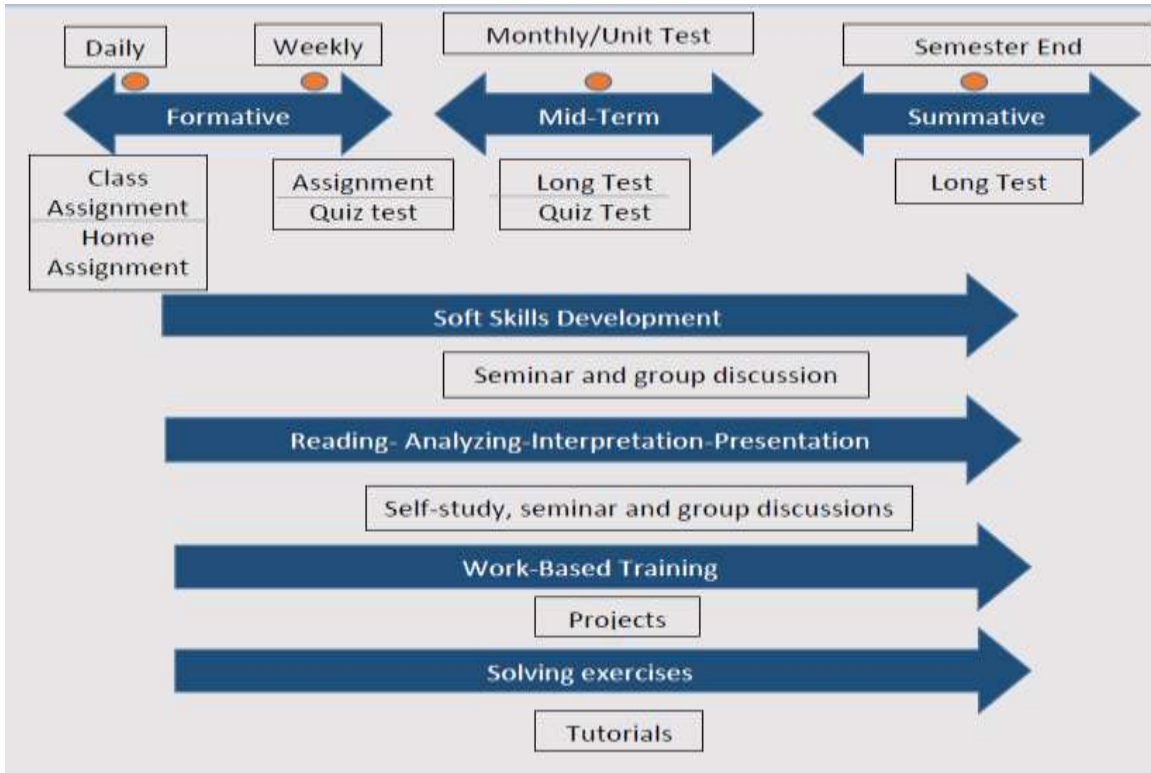 Daily
Weekly
Monthly/Unit Test
Semester End
Formative
Mid-Term
Summative
Class
Assignment
Home
Assignment
Assignment
Quiz test
Long Test
Quiz Test
Long Test
Soft Skills Development
Seminar and group discussion
Reading- Analyzing-Interpretation-Presentation
Self-study, seminar and group discussions
Work-Based Training
Projects
Solving exercises
Tutorials